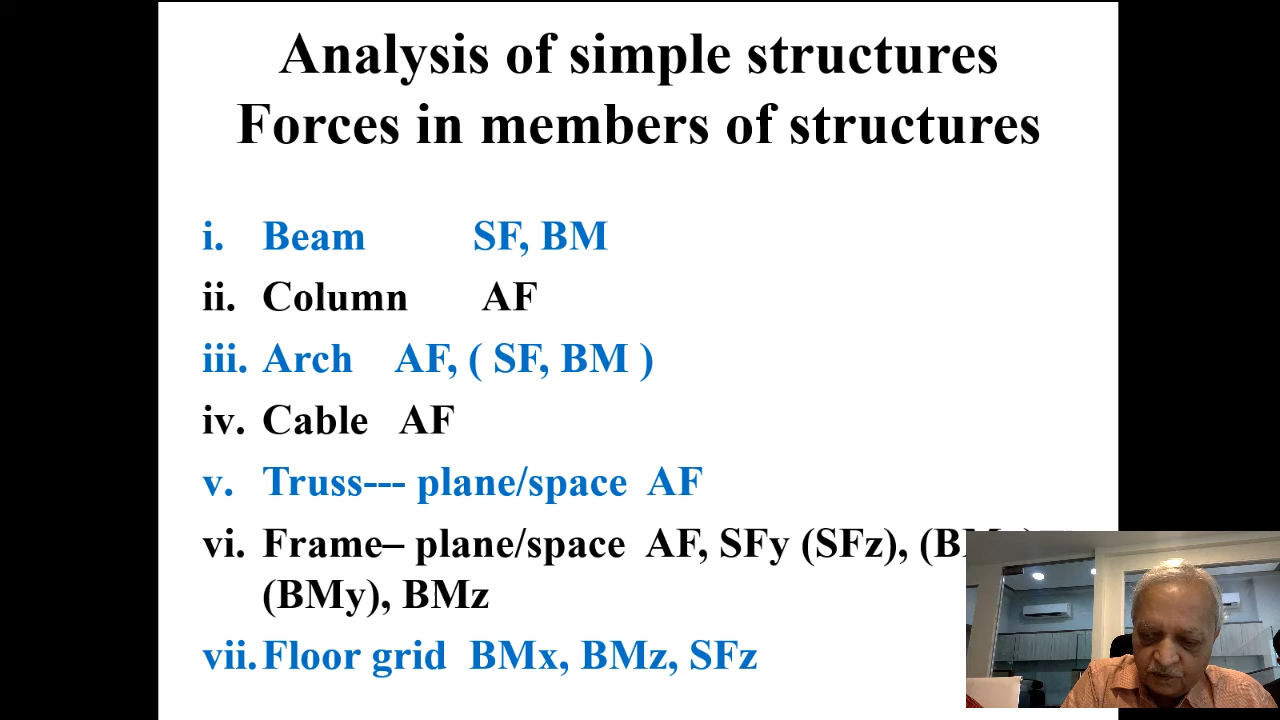 Analysis of simple structures
Forces in members of structures
i. Beam SF, BM
ii. Column AF
iii. Arch AF, ( SF, BM )
iv. Cable AF
v. Truss--- plane/space AF
vi. Frame– plane/space AF, SFy (SFz),
(BMy), BMz
vii. Floor grid BMx, BMz, SFz